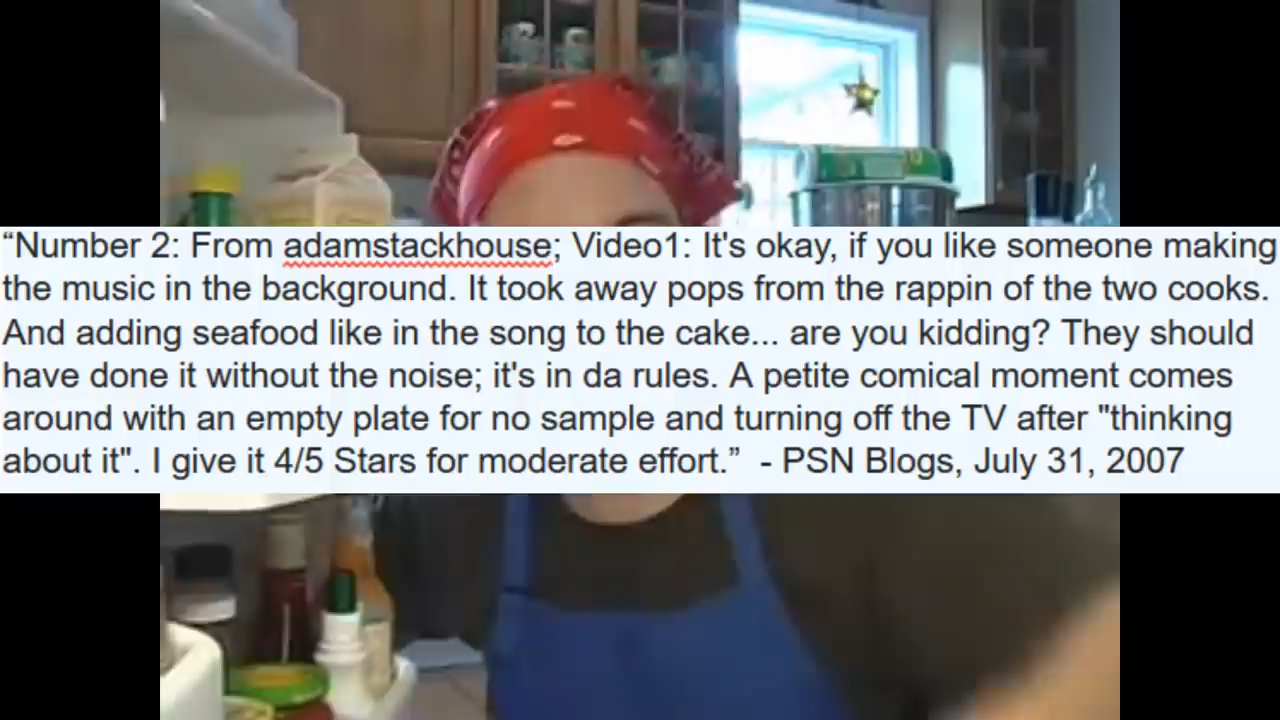 “Number 2: From adamstackhouse; Video1: It's okay, if you like someone making
the music in the background. It took away pops from the rappin of the two cooks.
And adding seafood like in the song to the cake... are you kidding? They should
have done it without the noise; it's in da rules. A petite comical moment comes
around with an empty plate for no sample and turning off the TV after "thinking
about it". I give it 4/5 Stars for moderate effort.”  - PSN Blogs, July 31, 2007